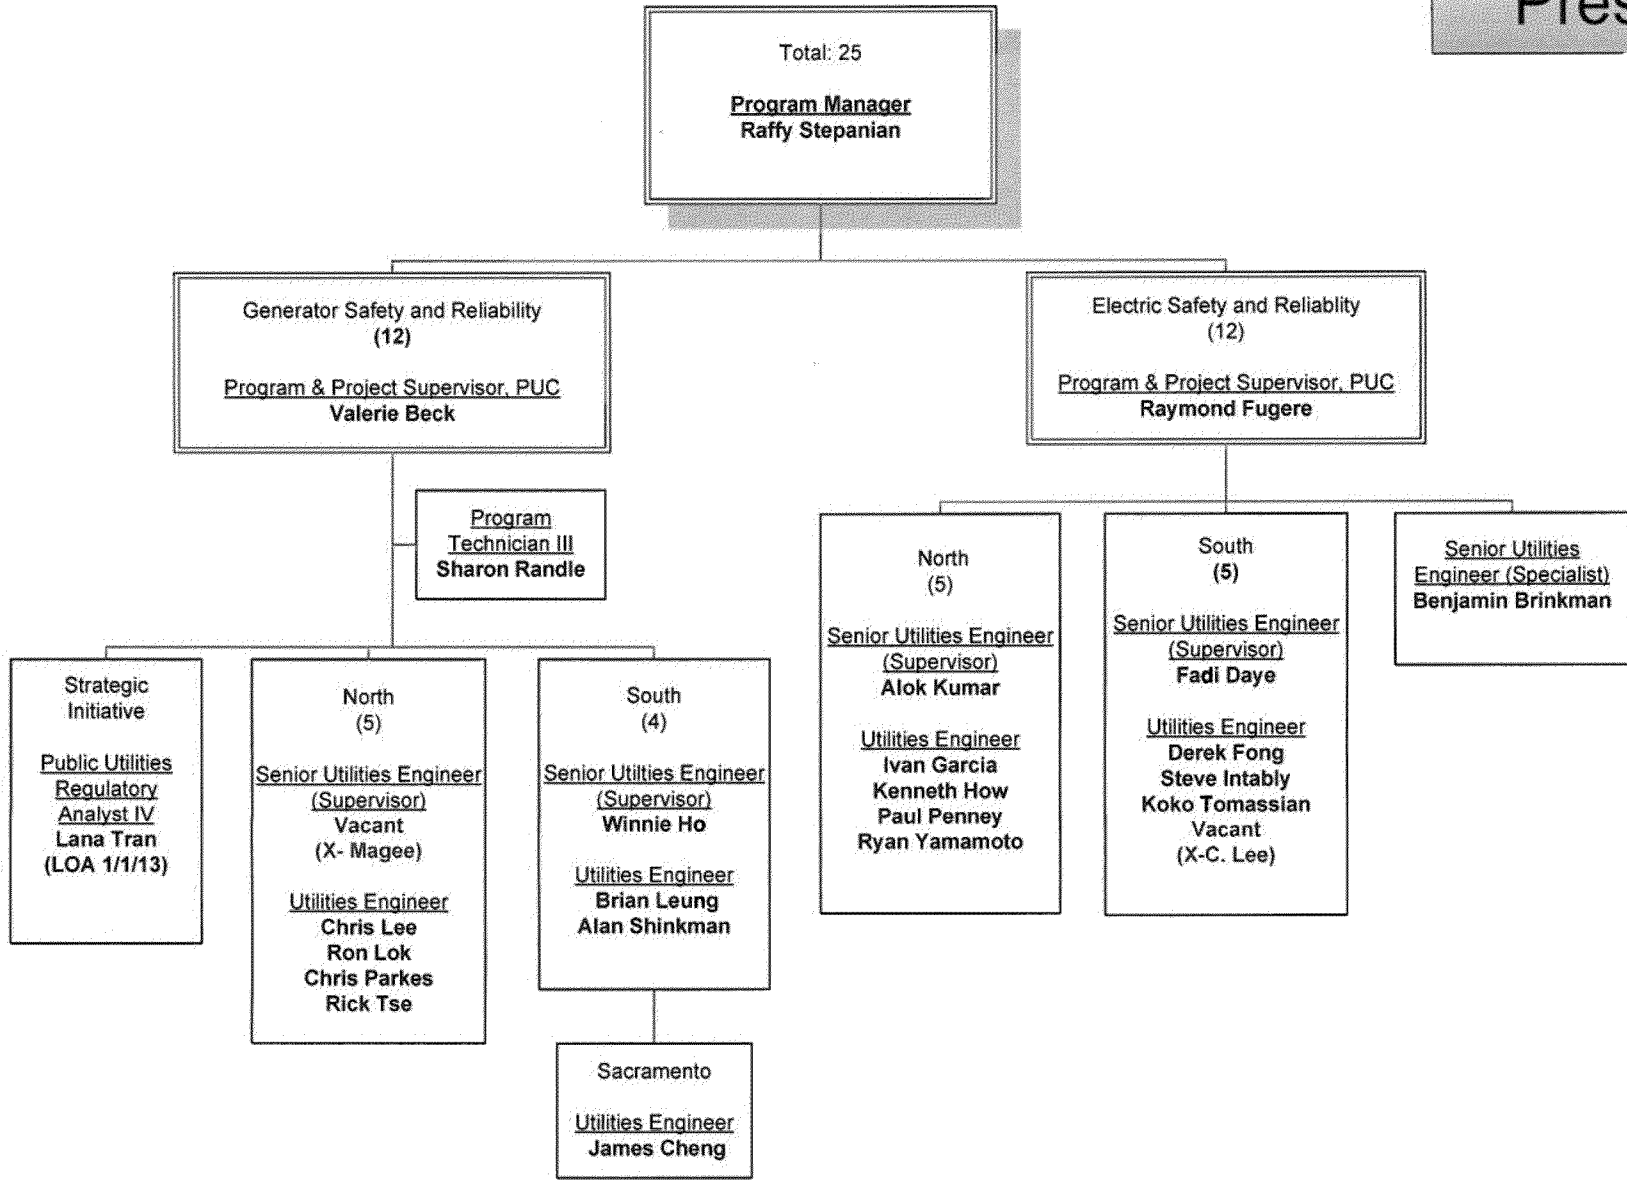 Total: 25
Program Manager
Raffy Stepanian
Generator Safety and Reliability
(12)
Program & Project Supervisor, PUC
Valerie Beck
Electric Safety and Reliablity
(12)
Program & Project Supervisor, PUC
Raymond Fugere
Program
Technician III
Sharon Randle
Strategic
Initiative
Public Utilities
Regulatory
Analyst IV
Lana Tran
(LOA 1/1/13)
North
(5)
Senior Utilities Engineer
(Supervisor)
Vacant
(X- Magee)
Utilities Engineer
Chris Lee
Ron Lok
Chris Parkes
Rick Tse
South
(4)
Senior Utilties Engineer
(Supervisor)
Winnie Ho
Utilities Engineer
Brian Leung
Alan Shinkman
Sacramento
Utilities Engineer
James Cheng
North
(5)
Senior Utilities Engineer
(Supervisor)
Alok Kumar
Utilities Engineer
Ivan Garcia
Kenneth How
Paul Penney
Ryan Yamamoto
South
(5)
Senior Utilities Engineer
(Supervisor)
Fadi Daye
Utilities Engineer
Derek Fong
Steve Intably
Koko Tomassian
Vacant
(X-C. Lee)
Senior Utilities
Engineer (Specialist)
Benjamin Brinkman